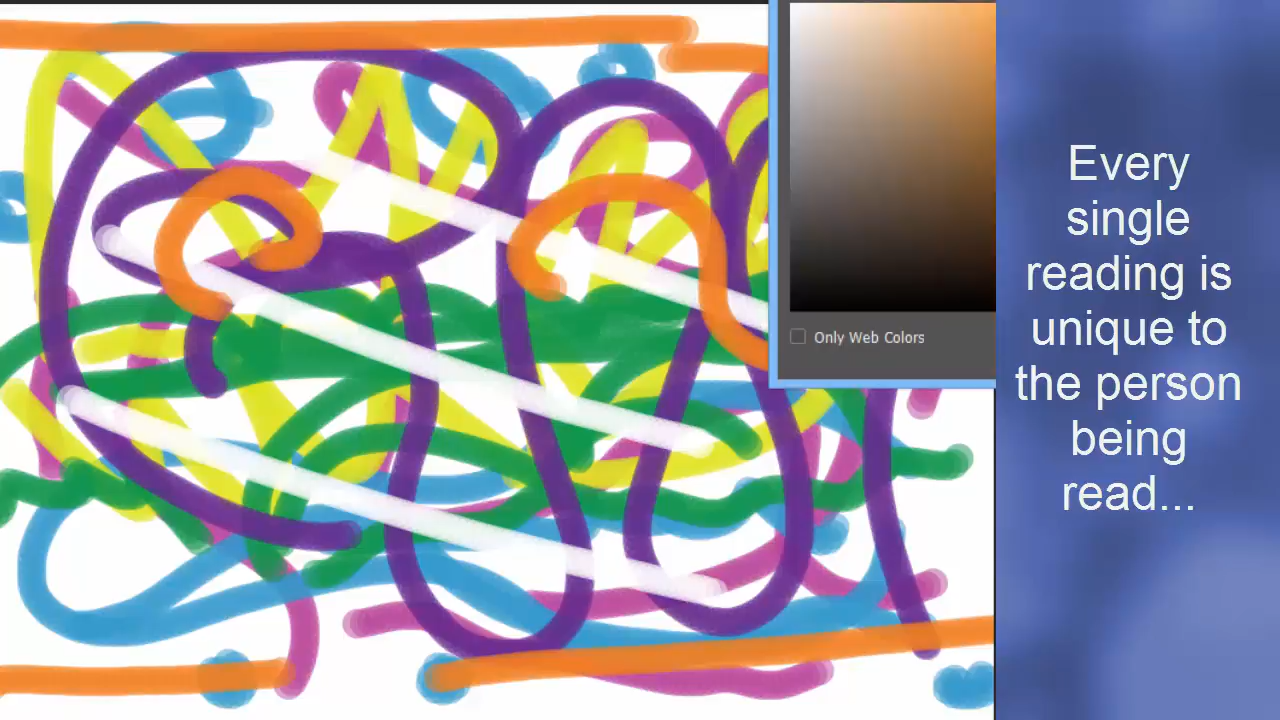 Only Web Colors
Every
single
reading is
unique to
the person
being
read...